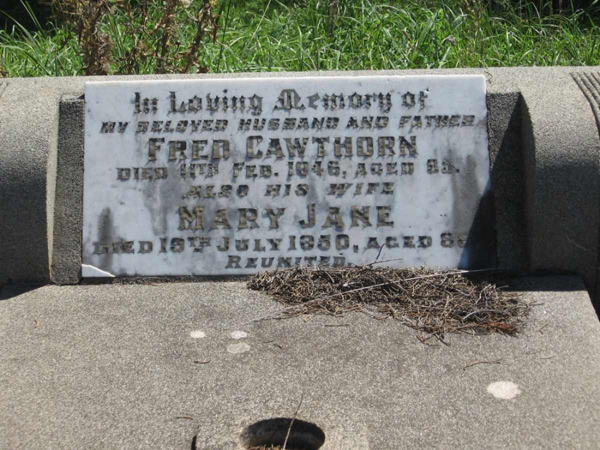 In Loving Memory of
MY BELOVED HUSBAND AND FATHER
FRED CAWTHORN
DIED 11TH FEB. 1946, AGED
ALSO HIS WIFE
MARY JANE
DIED 19TH JULY 1950, AGED
REUNITED.